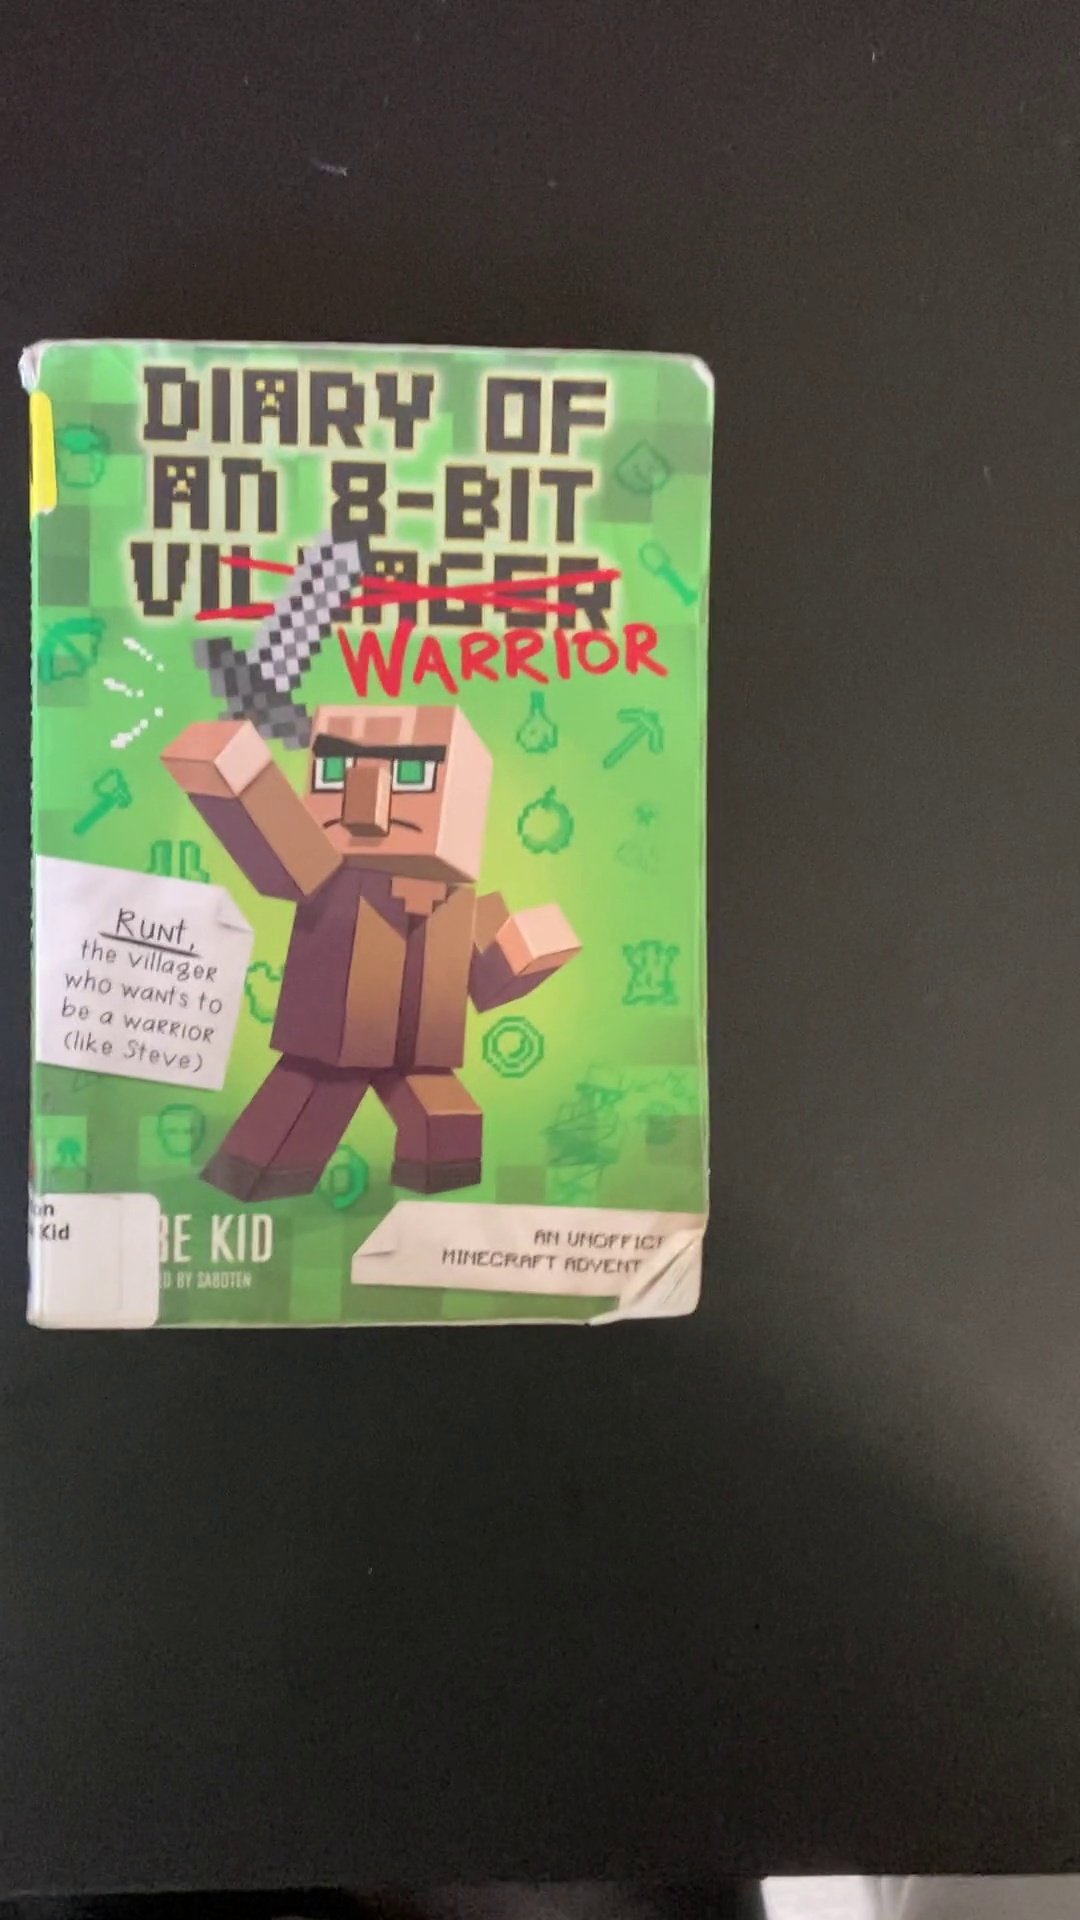 DIARY OF
AN 8-BIT
VILLAGER
WARRIOR
Runt,
the villager
who wants to
be a warrior
(like Steve)
Kid
BE KID
ED BY SABOTEN
AN UNOFFIC
MINECRAFT ADVENT